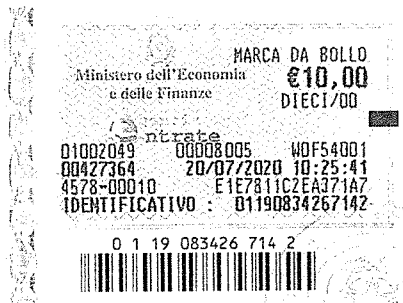 MARCA DA BOLLO
Ministero dell'Economia
e delle Finanze
€10,00
DIECI/00
ntrate
01002049 00008005 W0F54001
00427364 20/07/2020 10:25:41
4578-00010 E1E7811C2EA371A7
IDENTIFICATIVO : 01190834267142
0 1 19 083426 714 2